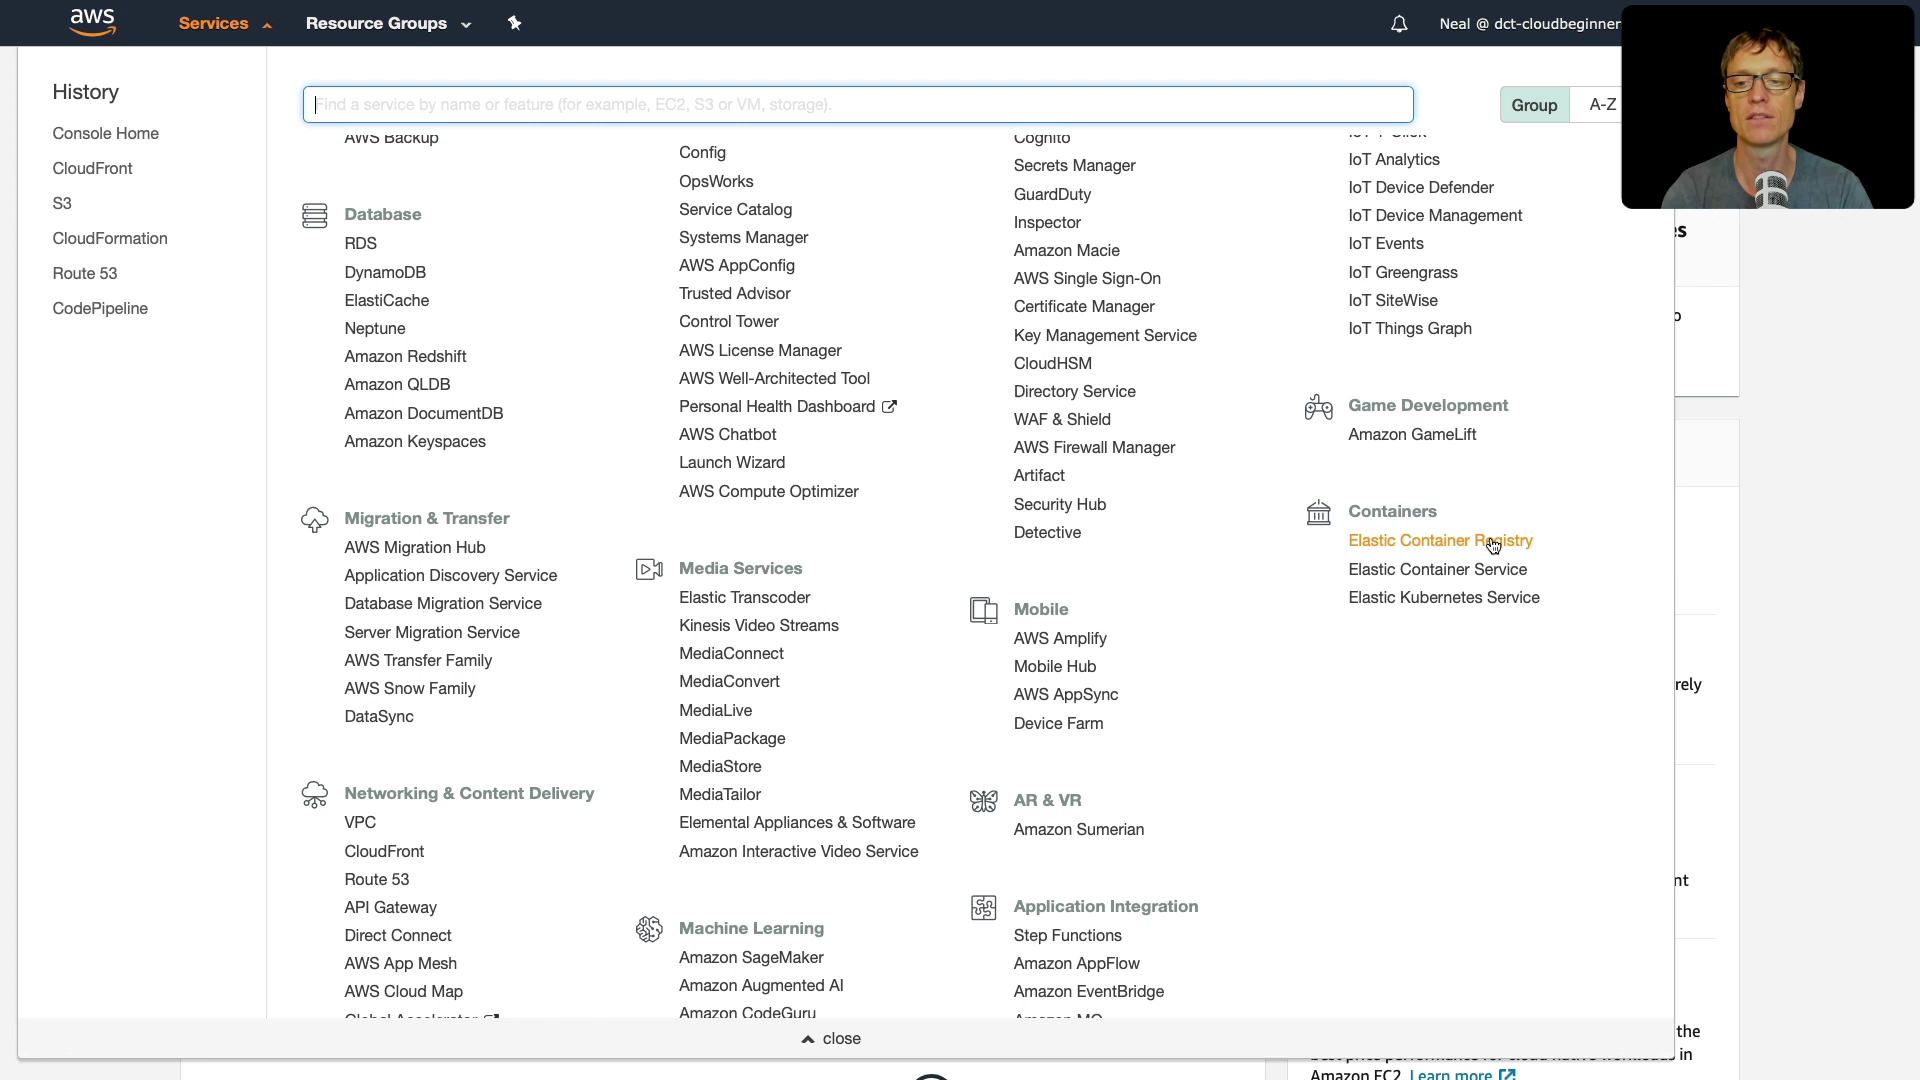 aws
Services
Resource Groups
Neal @ dct-cloudbeginner
History
Console Home
CloudFront
S3
CloudFormation
Route 53
CodePipeline
Find a service by name or feature (for example, EC2, S3 or VM, storage).
Group
A-Z
AWS Backup
Database
RDS
DynamoDB
ElastiCache
Neptune
Amazon Redshift
Amazon QLDB
Amazon DocumentDB
Amazon Keyspaces
Migration & Transfer
AWS Migration Hub
Application Discovery Service
Database Migration Service
Server Migration Service
AWS Transfer Family
AWS Snow Family
DataSync
Networking & Content Delivery
VPC
CloudFront
Route 53
API Gateway
Direct Connect
AWS App Mesh
AWS Cloud Map
Global Accelerator
Config
OpsWorks
Service Catalog
Systems Manager
AWS AppConfig
Trusted Advisor
Control Tower
AWS License Manager
AWS Well-Architected Tool
Personal Health Dashboard
AWS Chatbot
Launch Wizard
AWS Compute Optimizer
Media Services
Elastic Transcoder
Kinesis Video Streams
MediaConnect
MediaConvert
MediaLive
MediaPackage
MediaStore
MediaTailor
Elemental Appliances & Software
Amazon Interactive Video Service
Machine Learning
Amazon SageMaker
Amazon Augmented AI
Amazon CodeGuru
Cognito
Secrets Manager
GuardDuty
Inspector
Amazon Macie
AWS Single Sign-On
Certificate Manager
Key Management Service
CloudHSM
Directory Service
WAF & Shield
AWS Firewall Manager
Artifact
Security Hub
Detective
Mobile
AWS Amplify
Mobile Hub
AWS AppSync
Device Farm
AR & VR
Amazon Sumerian
Application Integration
Step Functions
Amazon AppFlow
Amazon EventBridge
Amazon MQ
IoT 1-Click
IoT Analytics
IoT Device Defender
IoT Device Management
IoT Events
IoT Greengrass
IoT SiteWise
IoT Things Graph
Game Development
Amazon GameLift
Containers
Elastic Container Registry
Elastic Container Service
Elastic Kubernetes Service
close
es
rely
nt
the
in
Amazon EC2. Learn more